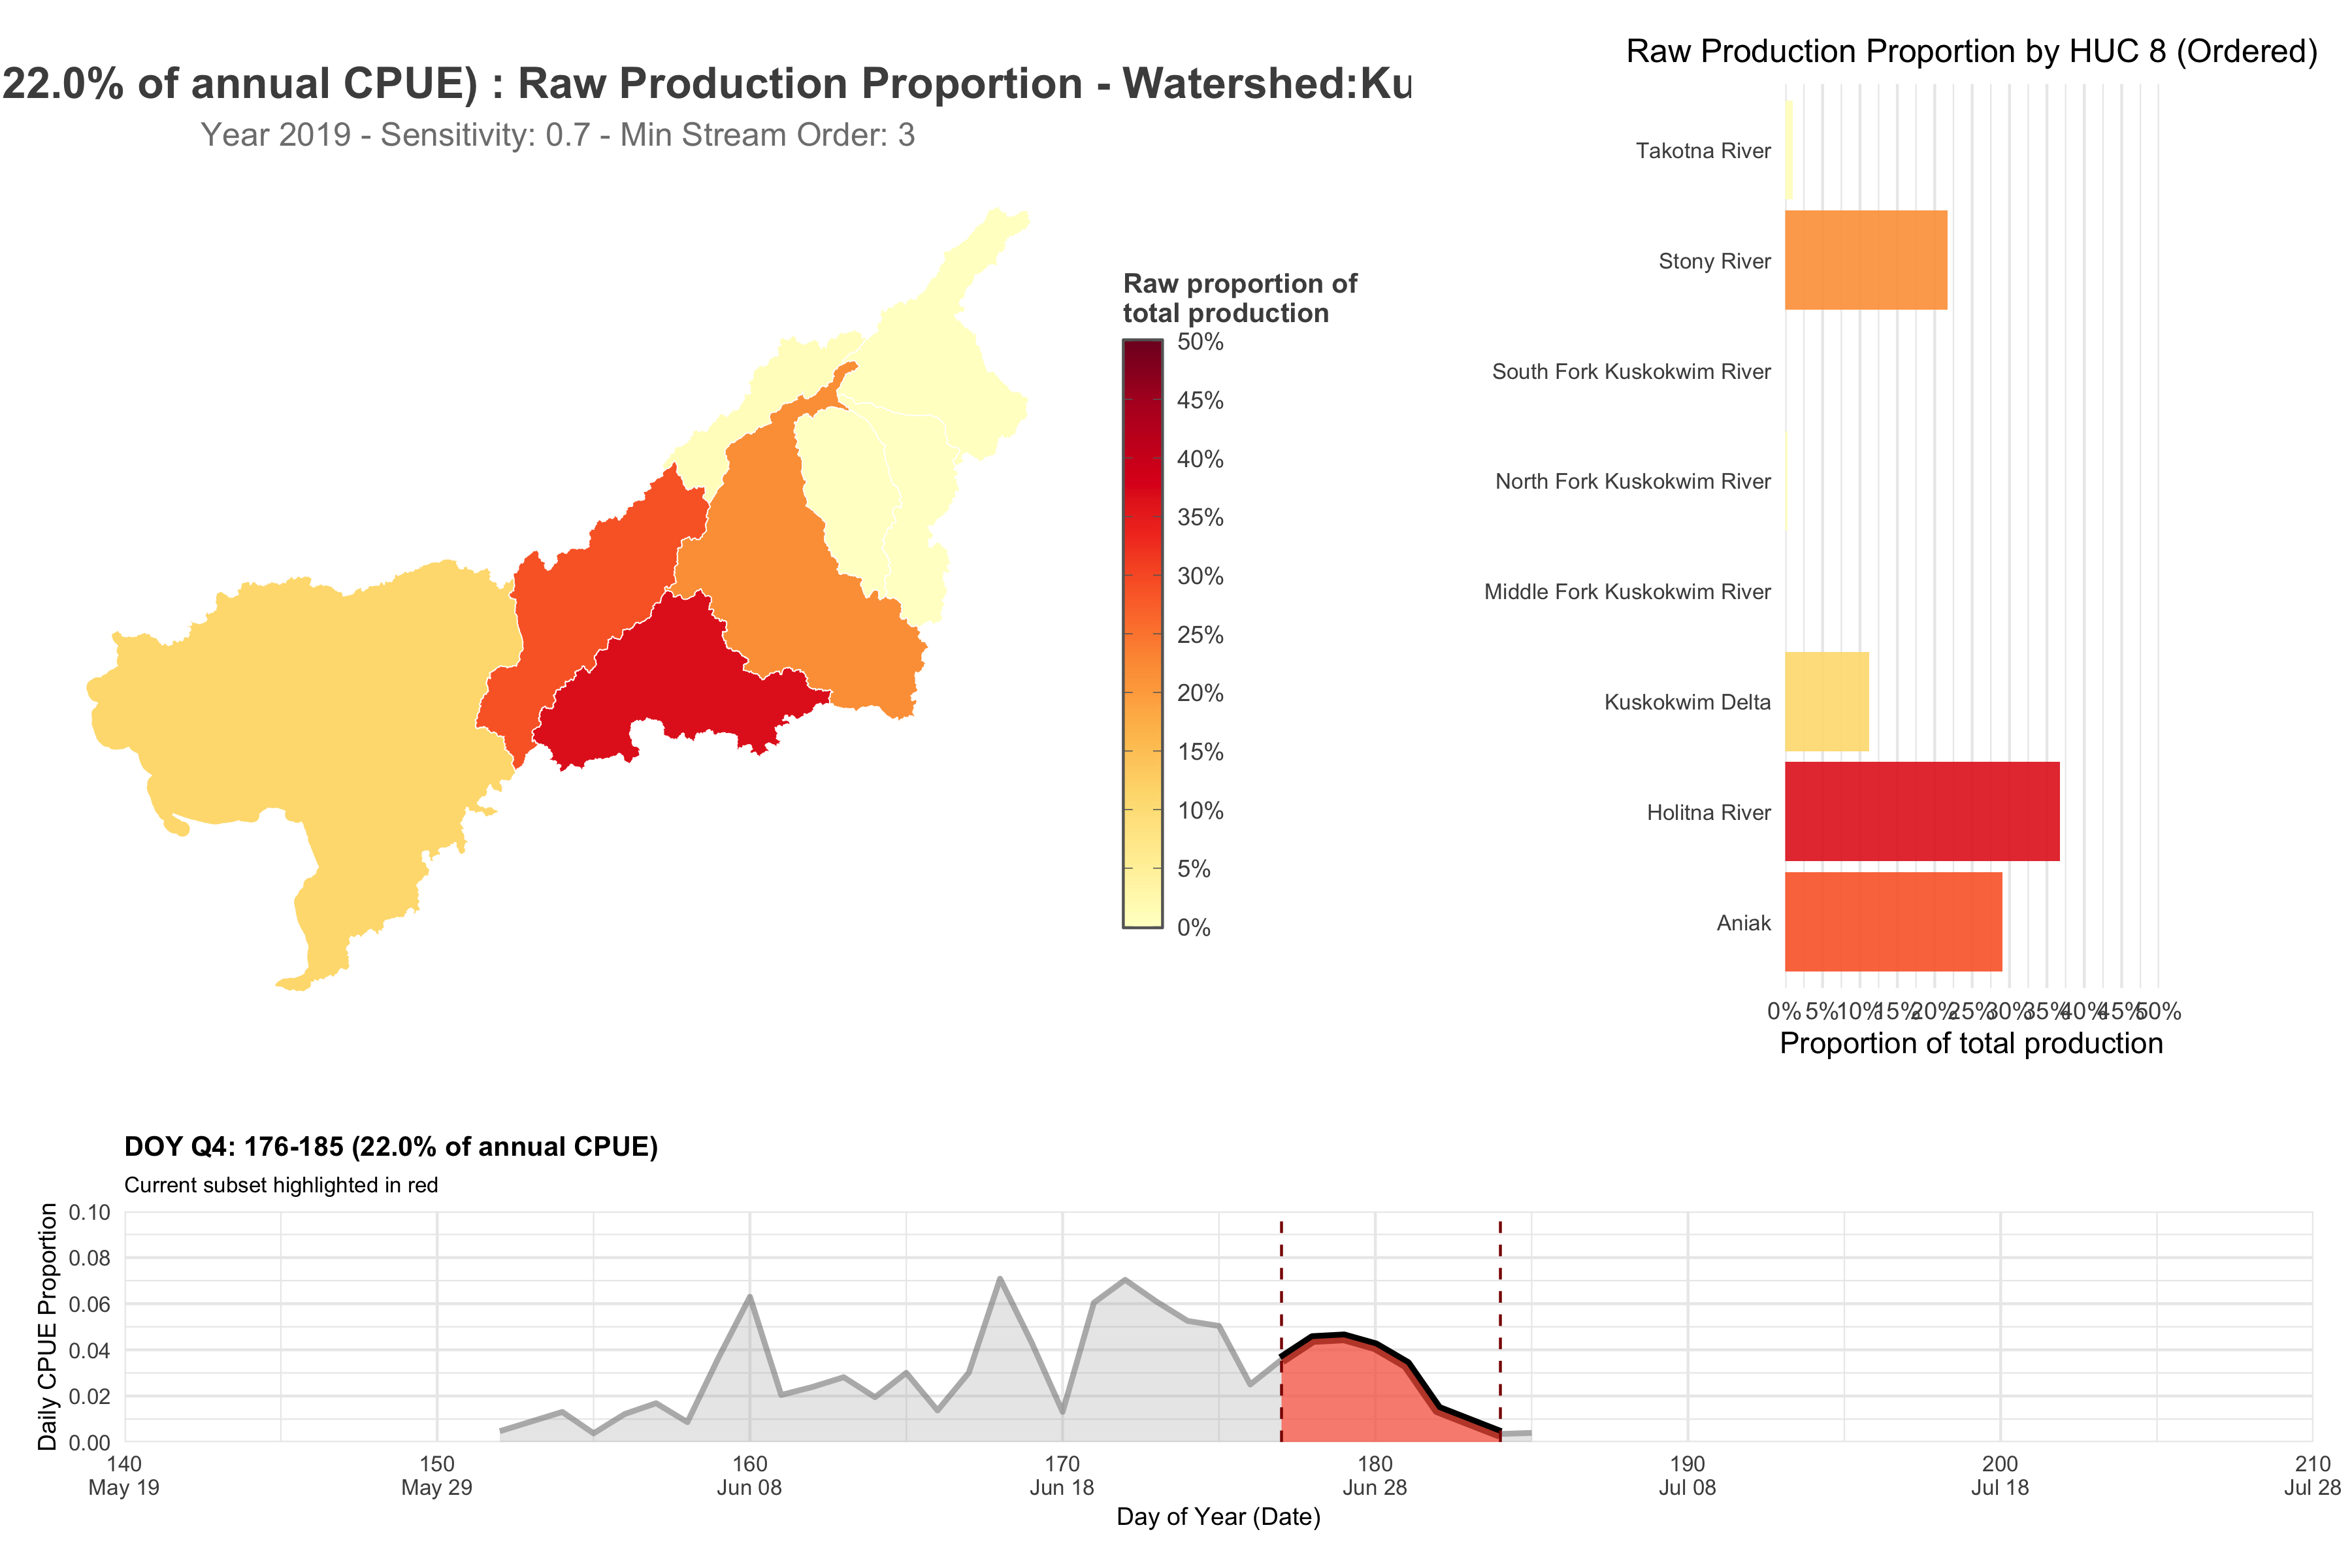 22.0% of annual CPUE) : Raw Production Proportion - Watershed:Ku
Year 2019 - Sensitivity: 0.7 - Min Stream Order: 3
Raw proportion of
total production
50%
45%
40%
35%
30%
25%
20%
15%
10%
5%
0%
Raw Production Proportion by HUC 8 (Ordered)
Takotna River
Stony River
South Fork Kuskokwim River
North Fork Kuskokwim River
Middle Fork Kuskokwim River
Kuskokwim Delta
Holitna River
Aniak
0% 5% 10% 15% 20% 25% 30% 35% 40% 45% 50%
Proportion of total production
DOY Q4: 176-185 (22.0% of annual CPUE)
Current subset highlighted in red
Daily CPUE Proportion
0.10
0.08
0.06
0.04
0.02
0.00
140 150 160 170 180 190 200 210
May 19 May 29 Jun 08 Jun 18 Jun 28 Jul 08 Jul 18 Jul 28
Day of Year (Date)